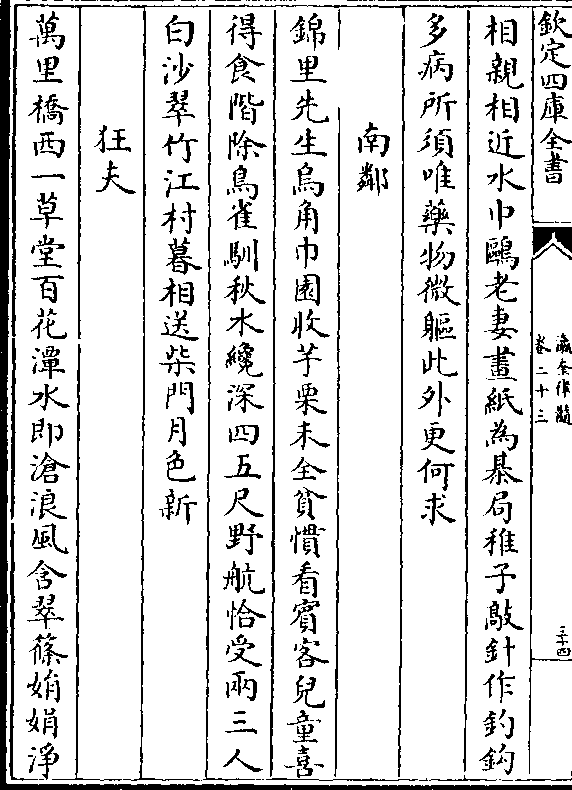 欽定四庫全書
瀛奎律髓
卷二十三
三十四
相親相近水巾鷗老妻畫紙為棊局稚子敲針作釣鈎
多病所須唯藥物微軀此外更何求
南鄰
錦里先生烏角巾園收芋栗未全貧慣看賓客兒童喜
得食階除鳥雀馴秋水纔深四五尺野航恰受兩三人
白沙翠竹江村暮相送柴門月色新
狂夫
萬里橋西一草堂百花潭水即滄浪風含翠篠娟娟淨